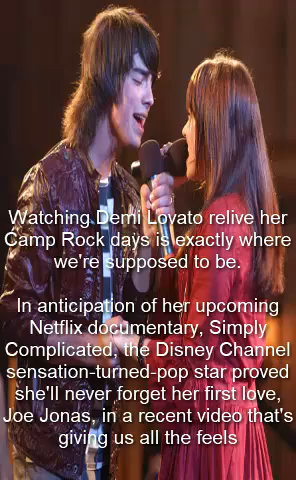 Watching Demi Lovato relive her
Camp Rock days is exactly where
we're supposed to be.
In anticipation of her upcoming
Netflix documentary, Simply
Complicated, the Disney Channel
sensation-turned-pop star proved
she'll never forget her first love,
Joe Jonas, in a recent video that's
giving us all the feels